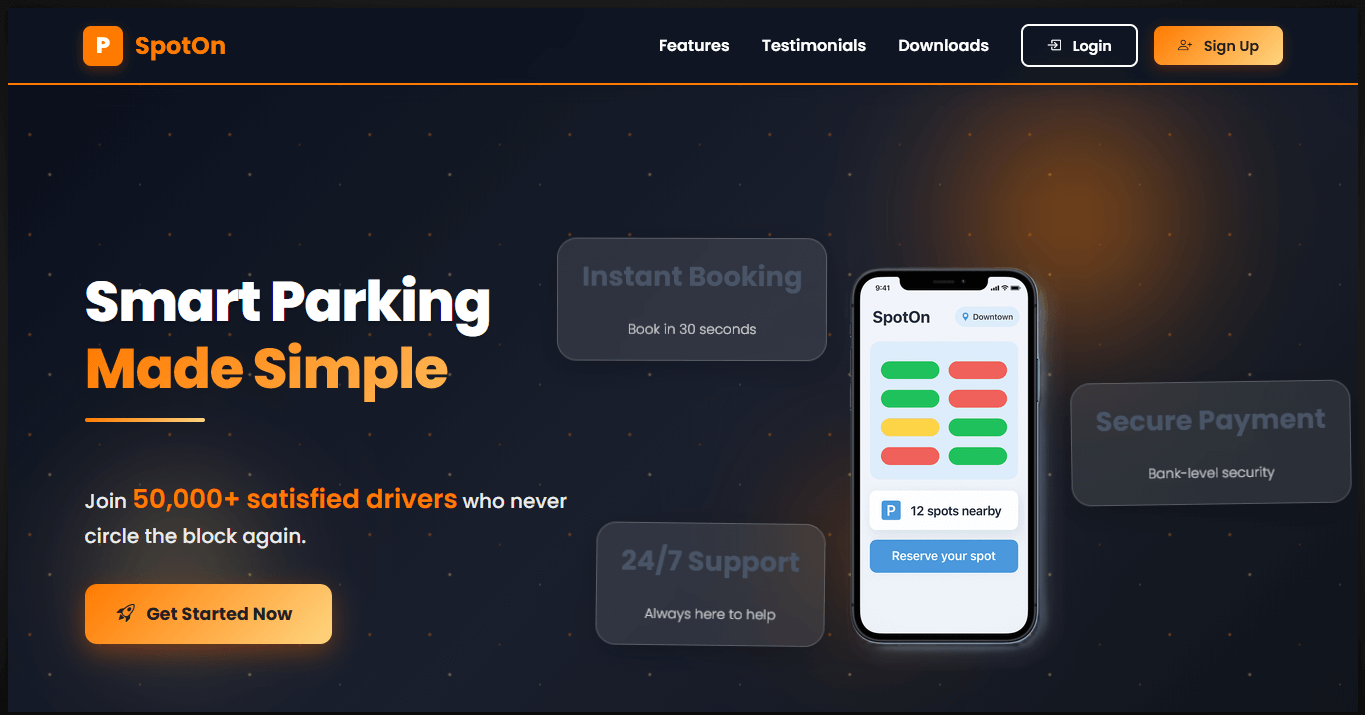 P SpotOn
Features Testimonials Downloads Login Sign Up
Smart Parking
Made Simple
Join 50,000+ satisfied drivers who never
circle the block again.
Get Started Now
Instant Booking
Book in 30 seconds
24/7 Support
Always here to help
9:41
SpotOn Downtown
P 12 spots nearby
Reserve your spot
Secure Payment
Bank-level security